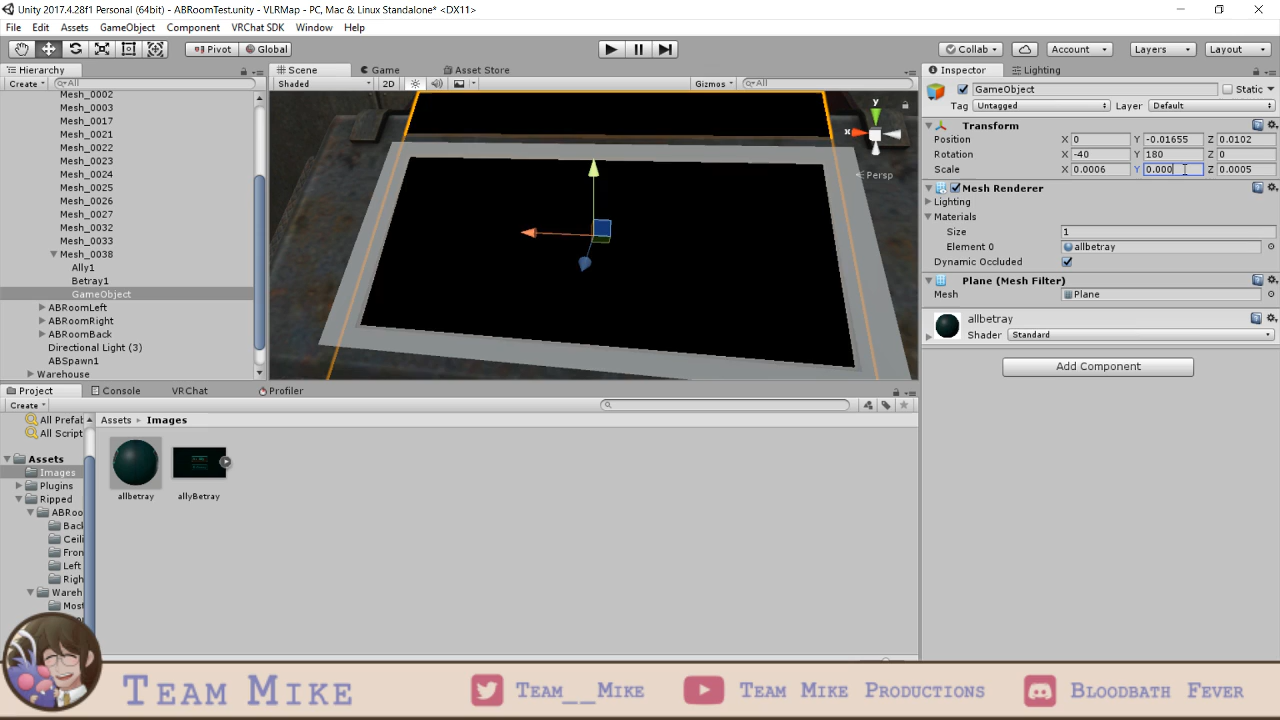 Unity 2017.4.28f1 Personal (64bit) - ABRoomTest.unity - VLRMap - PC, Mac & Linux Standalone* <DX11>
File Edit Assets GameObject Component VRChat SDK Window Help
Pivot Global Collab Account Layers Layout
Hierarchy
Create All
Mesh_0002
Mesh_0003
Mesh_0017
Mesh_0021
Mesh_0022
Mesh_0023
Mesh_0024
Mesh_0025
Mesh_0026
Mesh_0027
Mesh_0032
Mesh_0033
Mesh_0038
Ally1
Betray1
GameObject
ABRoomLeft
ABRoomRight
ABRoomBack
Directional Light (3)
ABSpawn1
Warehouse
Scene Game Asset Store
Shaded 2D Gizmos All
y
x
Persp
Inspector Lighting
GameObject Static
Tag Untagged Layer Default
Transform
Position X 0 Y -0.01655 Z 0.0102
Rotation X -40 Y 180 Z 0
Scale X 0.0006 Y 0.000 Z 0.0005
Mesh Renderer
Lighting
Materials
Size 1
Element 0 allbetray
Dynamic Occluded
Plane (Mesh Filter)
Mesh Plane
allbetray
Shader Standard
Add Component
Project Console VRChat Profiler
Create
All Prefab
All Script
Assets
Images
Plugins
Ripped
ABRoo
Back
Ceili
Fron
Left
Righ
Wareh
Most
Assets Images
allbetray allyBetray
Team Mike Team__Mike Team Mike Productions Bloodbath Fever